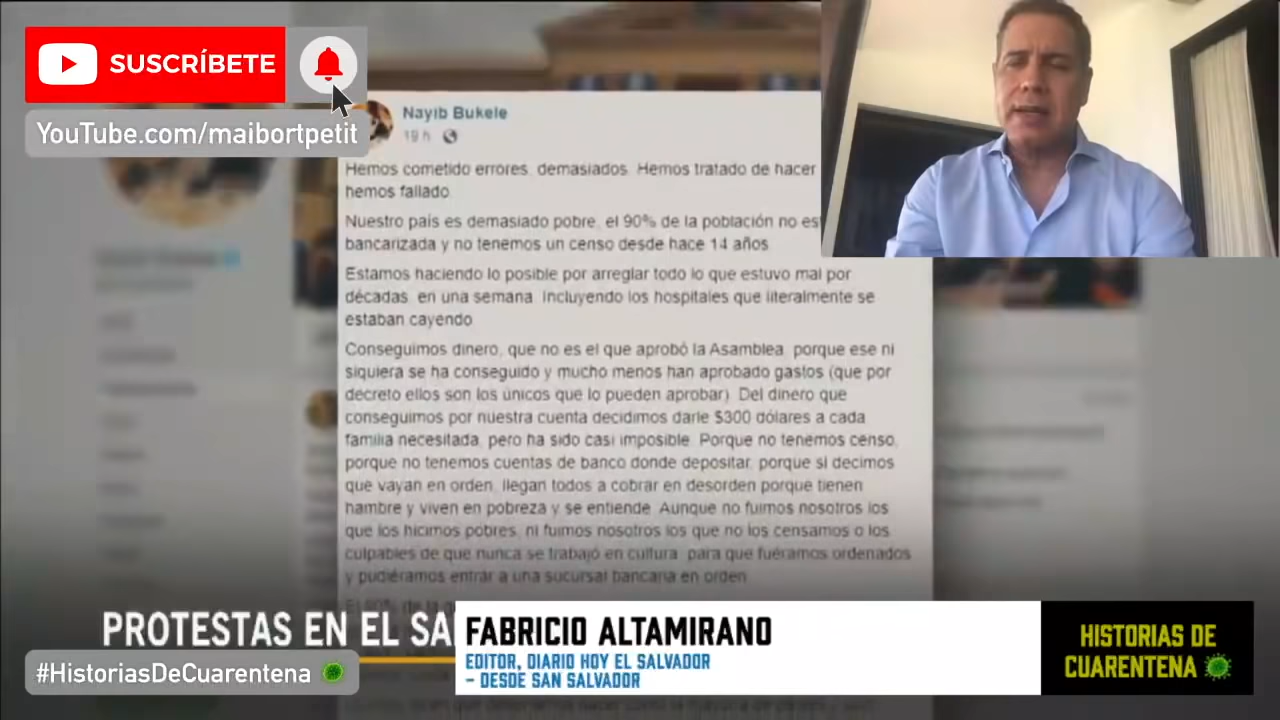 SUSCRÍBETE
YouTube.com/maibortpetit
Nayib Bukele
19 h
Hemos cometido errores, demasiados. Hemos tratado de hacer
hemos fallado.
Nuestro país es demasiado pobre, el 90% de la población no es
bancarizada y no tenemos un censo desde hace 14 años.
Estamos haciendo lo posible por arreglar todo lo que estuvo mal por
décadas, en una semana. Incluyendo los hospitales que literalmente se
estaban cayendo.
Conseguimos dinero, que no es el que aprobó la Asamblea, porque ese ni
siquiera se ha conseguido y mucho menos han aprobado gastos (que por
decreto ellos son los únicos que lo pueden aprobar). Del dinero que
conseguimos por nuestra cuenta decidimos darle $300 dólares a cada
familia necesitada, pero ha sido casi imposible. Porque no tenemos censo,
porque no tenemos cuentas de banco donde depositar, porque si decimos
que vayan en orden, llegan todos a cobrar en desorden porque tienen
hambre y viven en pobreza y se entiende. Aunque no fuimos nosotros los
que los hicimos pobres, ni fuimos nosotros los que no los censamos o los
culpables de que nunca se trabajó en cultura, para que fuéramos ordenados
y pudiéramos entrar a una sucursal bancaria en orden.
PROTESTAS EN EL SA
FABRICIO ALTAMIRANO
EDITOR, DIARIO HOY EL SALVADOR
– DESDE SAN SALVADOR
HISTORIAS DE
CUARENTENA
#HistoriasDeCuarentena